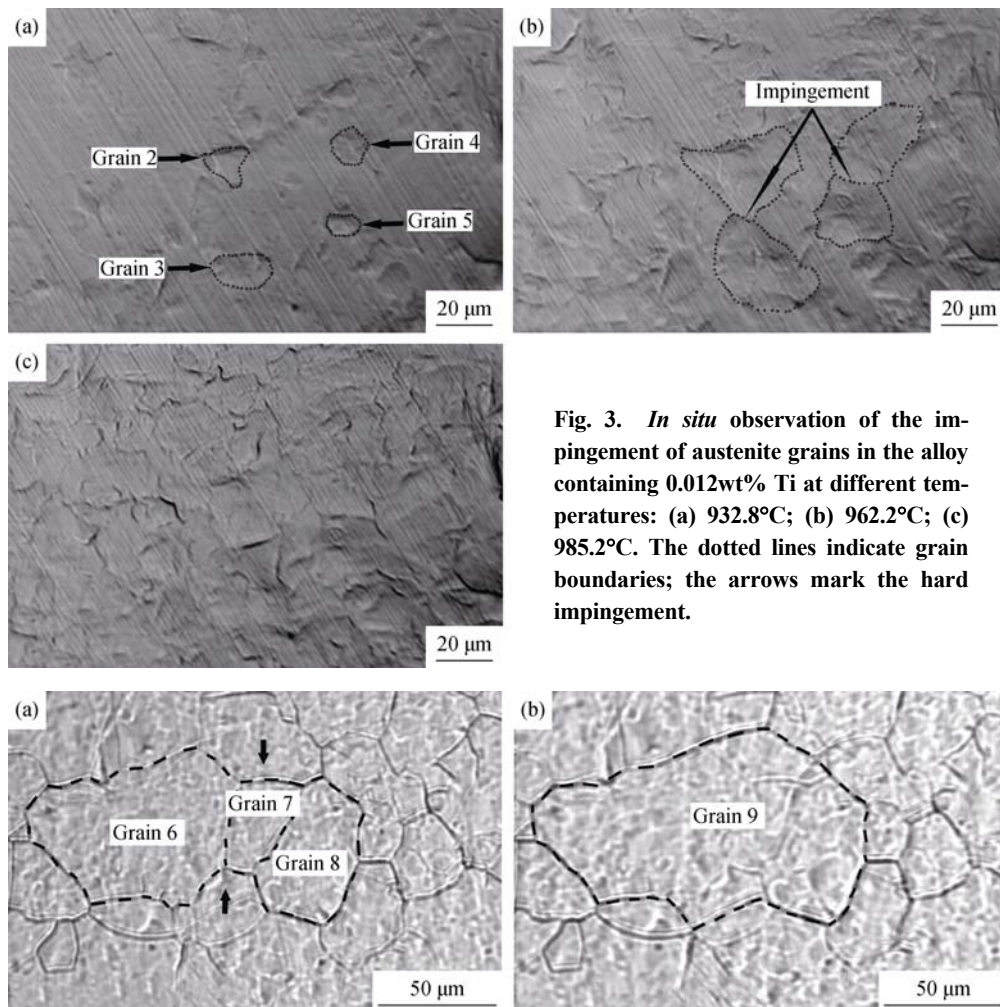 (a)
Grain 2
Grain 4
Grain 5
Grain 3
20 μm
(b)
Impingement
20 μm
(c)
20 μm
Fig. 3. In situ observation of the im-
pingement of austenite grains in the alloy
containing 0.012wt% Ti at different tem-
peratures: (a) 932.8°C; (b) 962.2°C; (c)
985.2°C. The dotted lines indicate grain
boundaries; the arrows mark the hard
impingement.
(a)
Grain 7
Grain 6
Grain 8
50 μm
(b)
Grain 9
50 μm